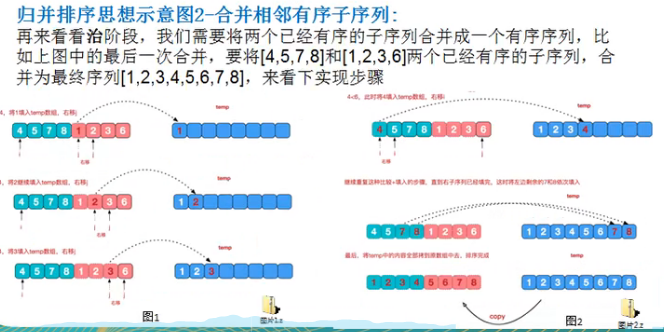 归并排序思想示意图2-合并相邻有序子序列:
再来看看治阶段，我们需要将两个已经有序的子序列合并成一个有序序列，比
如上图中的最后一次合并，要将[4,5,7,8]和[1,2,3,6]两个已经有序的子序列，合
并为最终序列[1,2,3,4,5,6,7,8]，来看下实现步骤
4，将1填入temp数组，右移j
temp
4 5 7 8 1 2 3 6
1
右移
，将2继续填入temp数组，右移j
temp
4 5 7 8 1 2 3 6
1 2
右移
，将3填入temp数组，右移j
temp
4 5 7 8 1 2 3 6
1 2 3
右移
图1
图片1.z
4<6，此时将4填入temp数组，右移i
temp
4 5 7 8 1 2 3 6
1 2 3 4
右移
继续重复这种比较+填入的步骤，直到右子序列已经填完，这时将左边剩余的7和8依次填入
temp
4 5 7 8 1 2 3 6
1 2 3 4 5 6 7 8
最后，将temp中的内容全部拷到原数组中去，排序完成
temp
1 2 3 4 5 6 7 8
1 2 3 4 5 6 7 8
copy
图2
图片2.z